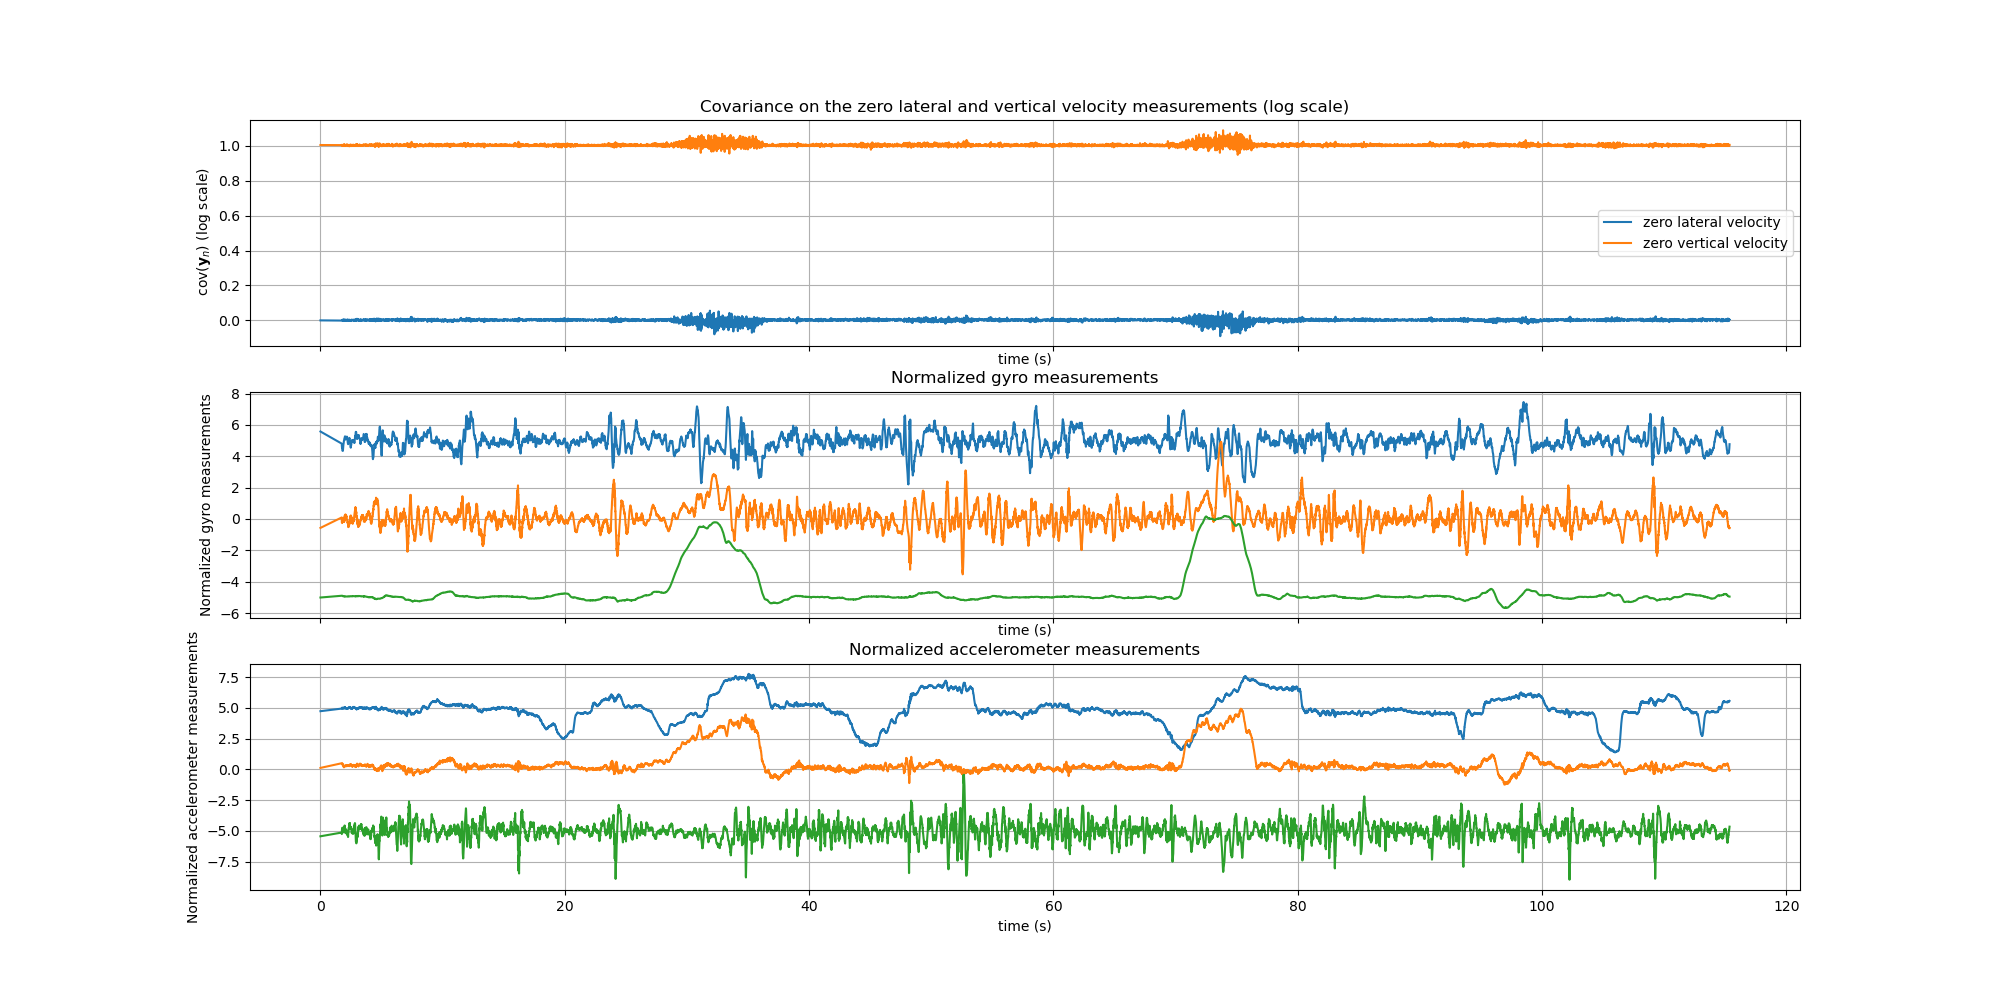 Covariance on the zero lateral and vertical velocity measurements (log scale)
cov(yₙ) (log scale)
1.0
0.8
0.6
0.4
0.2
0.0
zero lateral velocity
zero vertical velocity
time (s)
Normalized gyro measurements
Normalized gyro measurements
8
6
4
2
0
−2
−4
−6
time (s)
Normalized accelerometer measurements
Normalized accelerometer measurements
7.5
5.0
2.5
0.0
−2.5
−5.0
−7.5
0 20 40 60 80 100 120
time (s)